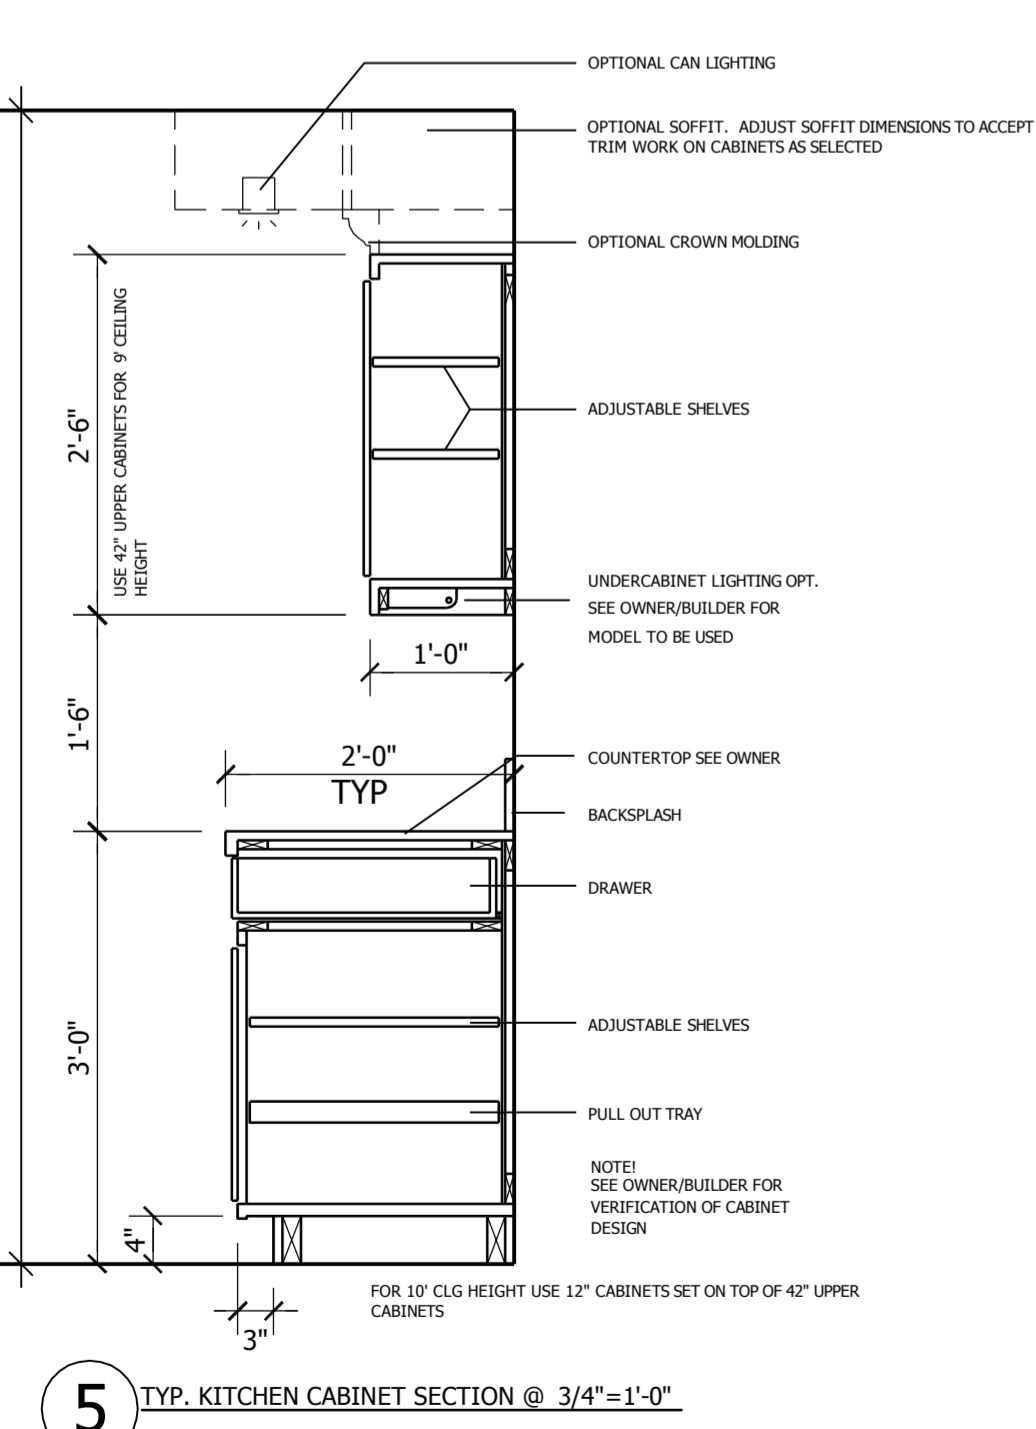 OPTIONAL CAN LIGHTING
OPTIONAL SOFFIT. ADJUST SOFFIT DIMENSIONS TO ACCEPT
TRIM WORK ON CABINETS AS SELECTED
OPTIONAL CROWN MOLDING
2'-6"
USE 42" UPPER CABINETS FOR 9' CEILING
HEIGHT
ADJUSTABLE SHELVES
UNDERCABINET LIGHTING OPT.
SEE OWNER/BUILDER FOR
MODEL TO BE USED
1'-0"
1'-6"
2'-0"
TYP
COUNTERTOP SEE OWNER
BACKSPLASH
DRAWER
3'-0"
ADJUSTABLE SHELVES
PULL OUT TRAY
NOTE!
SEE OWNER/BUILDER FOR
VERIFICATION OF CABINET
DESIGN
4"
FOR 10' CLG HEIGHT USE 12" CABINETS SET ON TOP OF 42" UPPER
CABINETS
3"
5
TYP. KITCHEN CABINET SECTION @ 3/4"=1'-0"